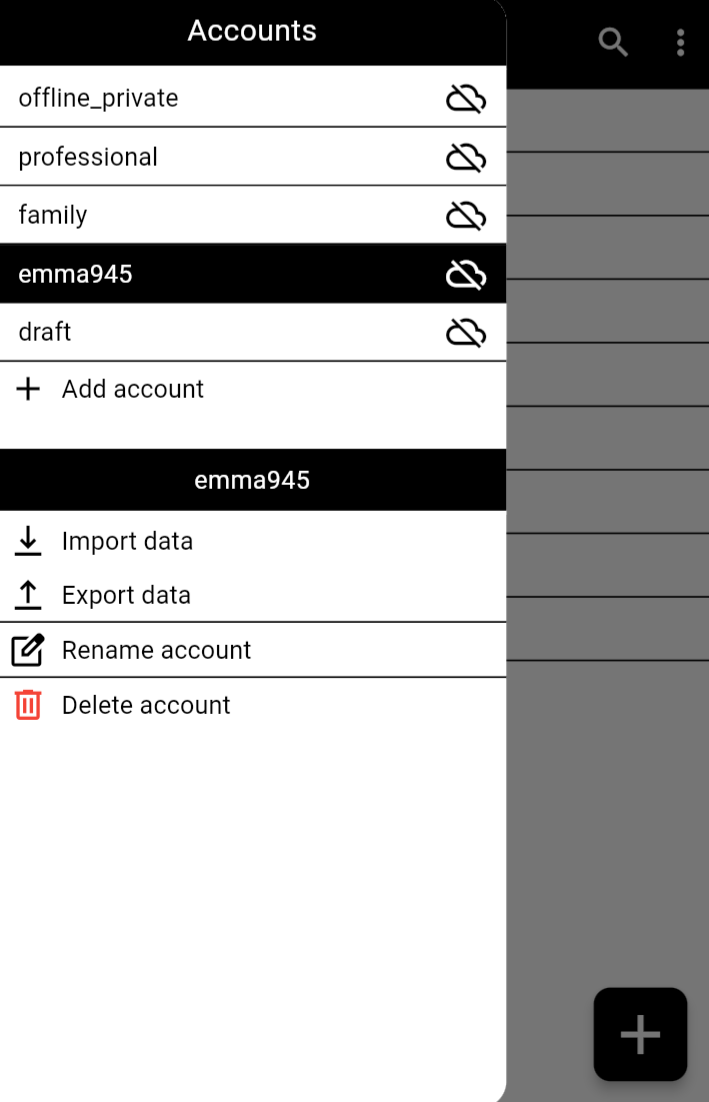 Accounts
offline_private
professional
family
emma945
draft
Add account
emma945
Import data
Export data
Rename account
Delete account